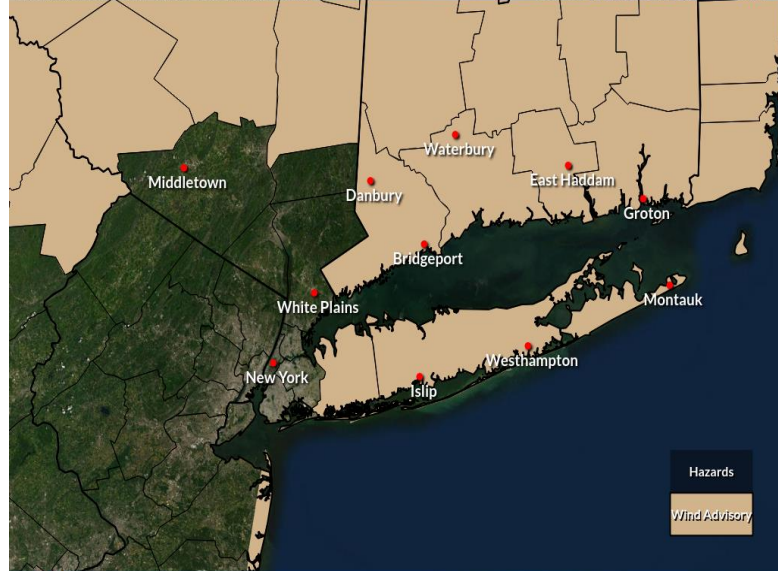 Waterbury
Middletown
East Haddam
Danbury
Groton
Bridgeport
White Plains
Montauk
New York
Westhampton
Islip
Hazards
Wind Advisory